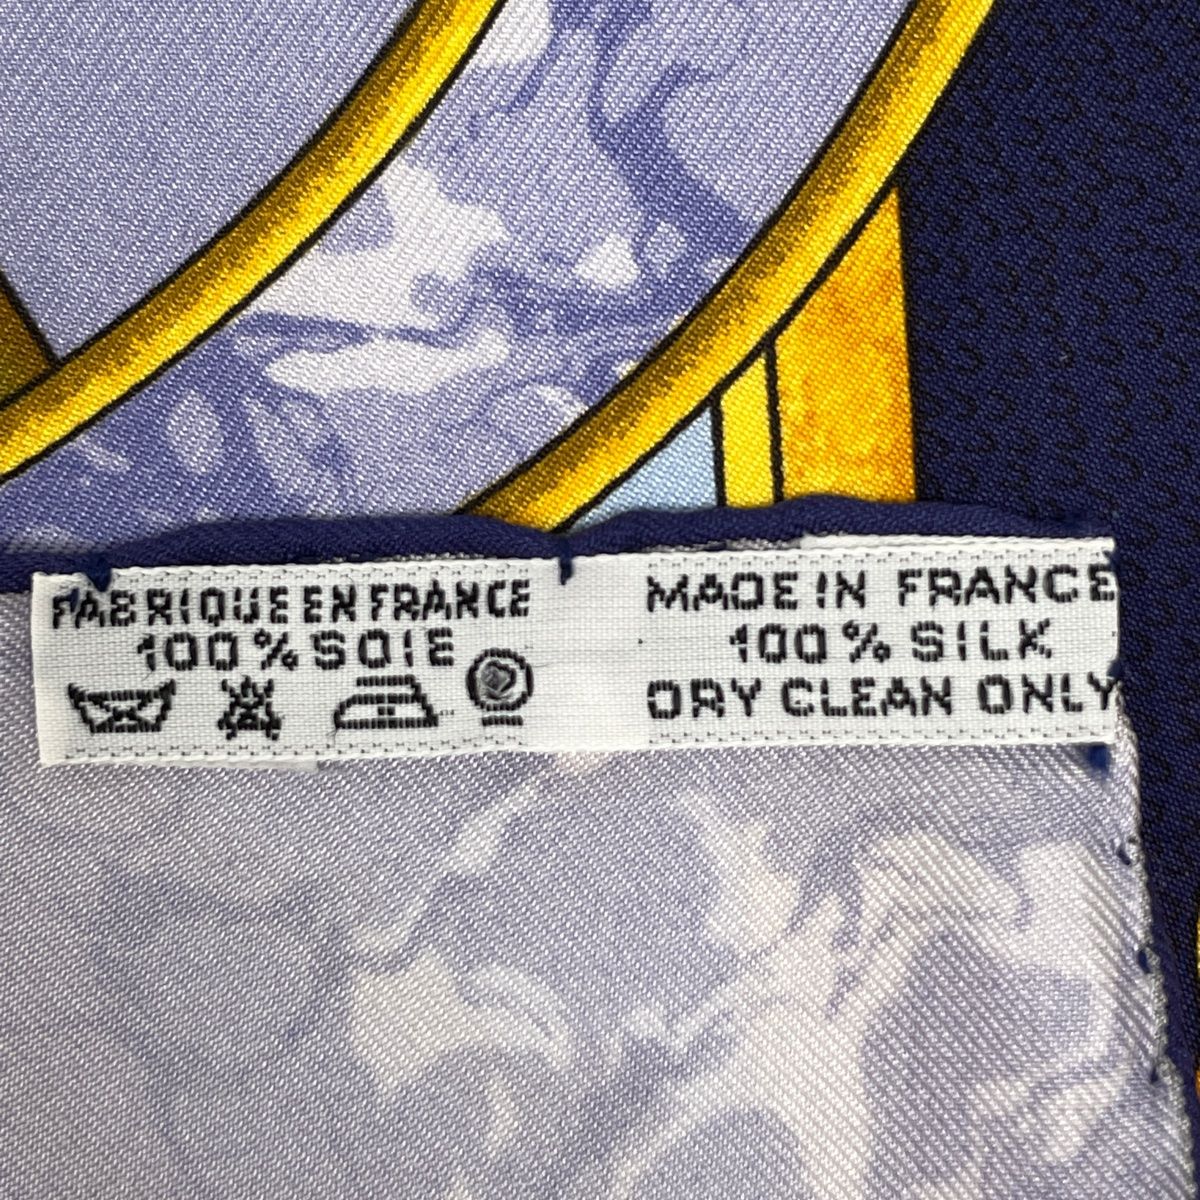 FABRIQUE EN FRANCE
100% SOIE
MADE IN FRANCE
100% SILK
DRY CLEAN ONLY